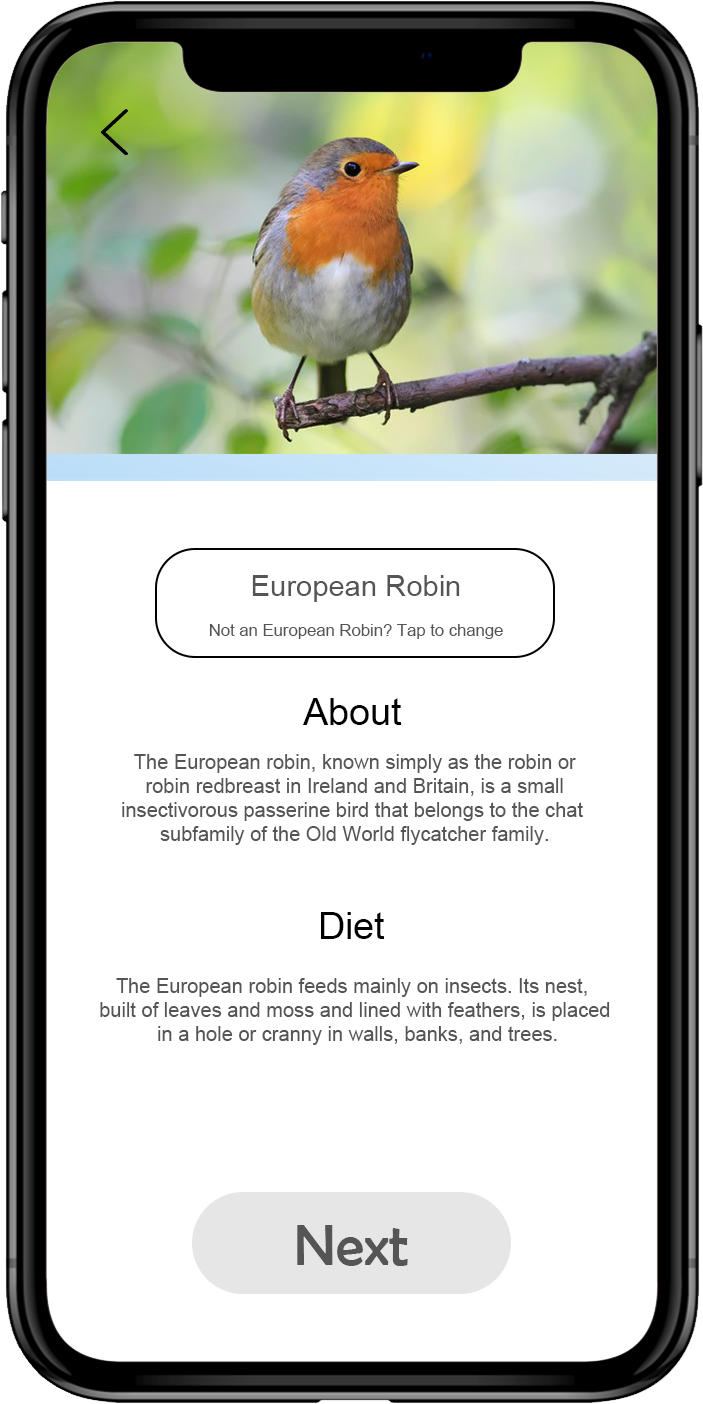 European Robin
Not an European Robin? Tap to change
About
The European robin, known simply as the robin or
robin redbreast in Ireland and Britain, is a small
insectivorous passerine bird that belongs to the chat
subfamily of the Old World flycatcher family.
Diet
The European robin feeds mainly on insects. Its nest,
built of leaves and moss and lined with feathers, is placed
in a hole or cranny in walls, banks, and trees.
Next